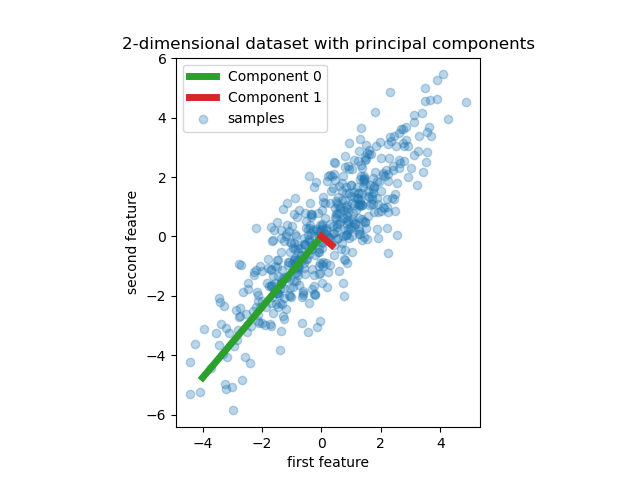 2-dimensional dataset with principal components
Component 0
Component 1
samples
6
4
2
0
−2
−4
−6
second feature
−4
−2
0
2
4
first feature